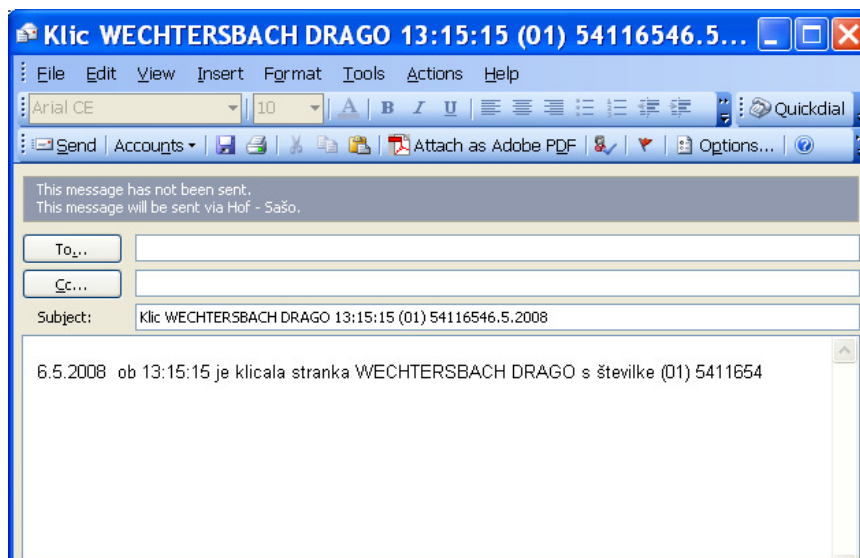 Klic WECHTERSBACH DRAGO 13:15:15 (01) 54116546.5...
File Edit View Insert Format Tools Actions Help
Arial CE 10 A B I U Quickdial
Send Accounts Attach as Adobe PDF Options...
This message has not been sent.
This message will be sent via Hof - Sašo.
To...
Cc...
Subject: Klic WECHTERSBACH DRAGO 13:15:15 (01) 54116546.5.2008
6.5.2008 ob 13:15:15 je klicala stranka WECHTERSBACH DRAGO s številke (01) 5411654